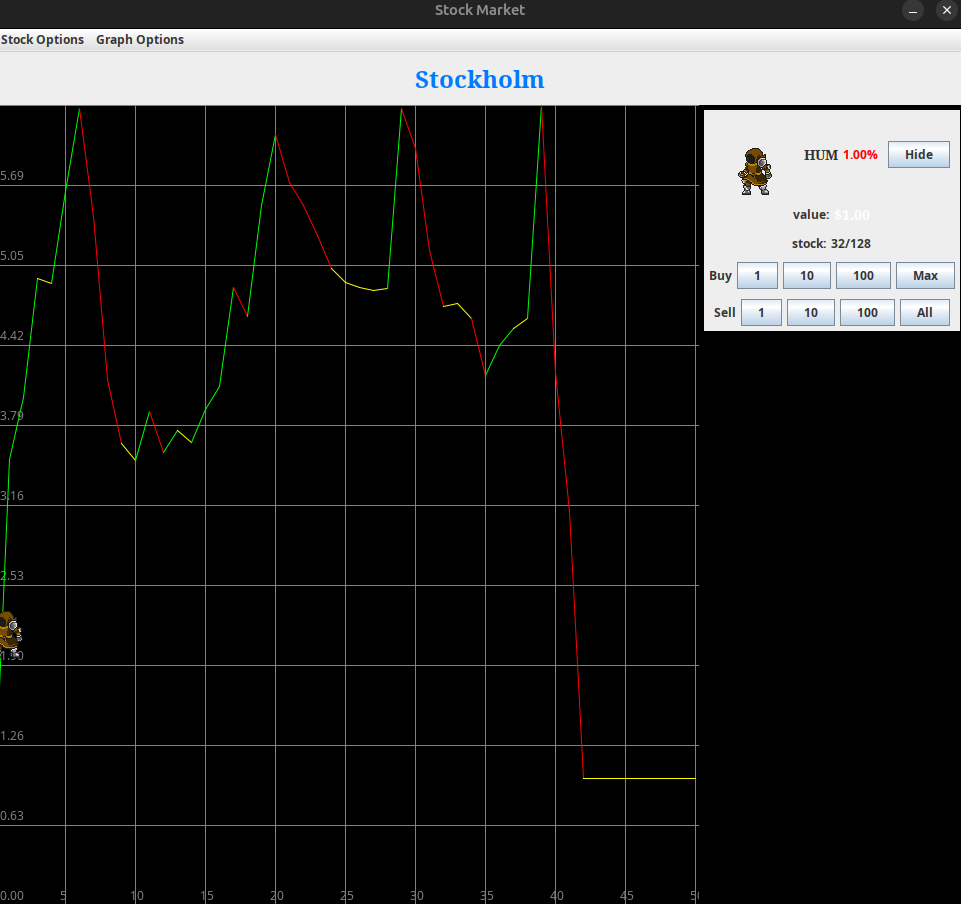 Stock Market
Stock Options Graph Options
Stockholm
5.69
5.05
4.42
3.79
3.16
2.53
1.90
1.26
0.63
0.00 5 10 15 20 25 30 35 40 45
HUM 1.00% Hide
value: $1.00
stock: 32/128
Buy 1 10 100 Max
Sell 1 10 100 All